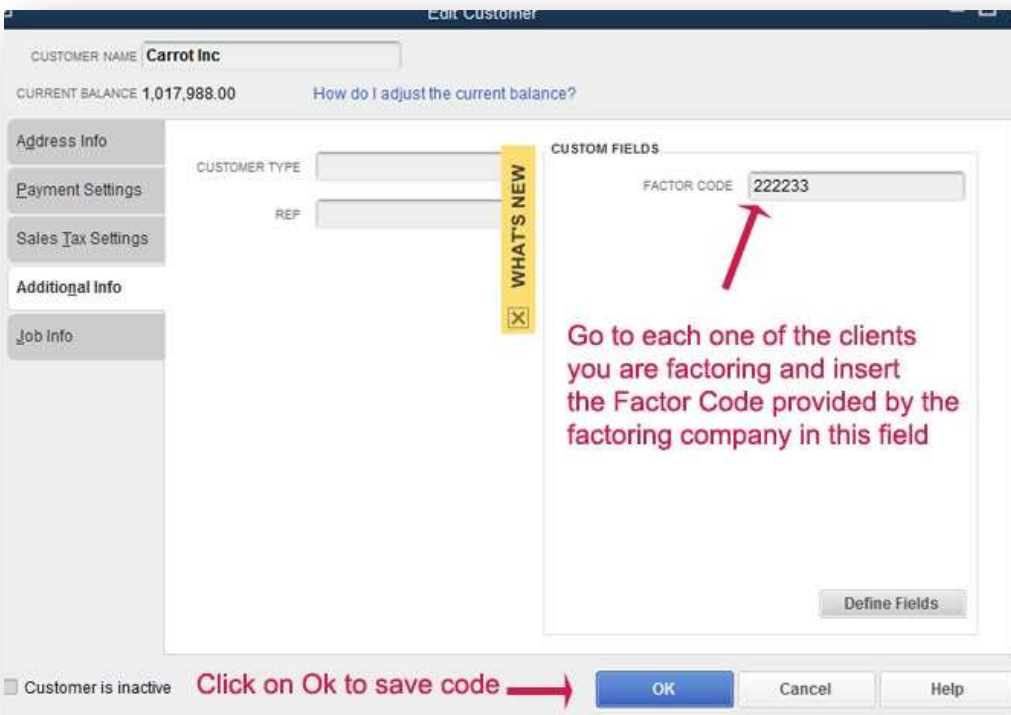 Edit Customer
CUSTOMER NAME Carrot Inc
CURRENT BALANCE 1,017,988.00 How do I adjust the current balance?
Address Info
Payment Settings
Sales Tax Settings
Additional Info
Job Info
CUSTOMER TYPE
REP
WHAT'S NEW
CUSTOM FIELDS
FACTOR CODE 222233
Go to each one of the clients
you are factoring and insert
the Factor Code provided by the
factoring company in this field
Define Fields
Customer is inactive
Click on Ok to save code
OK Cancel Help